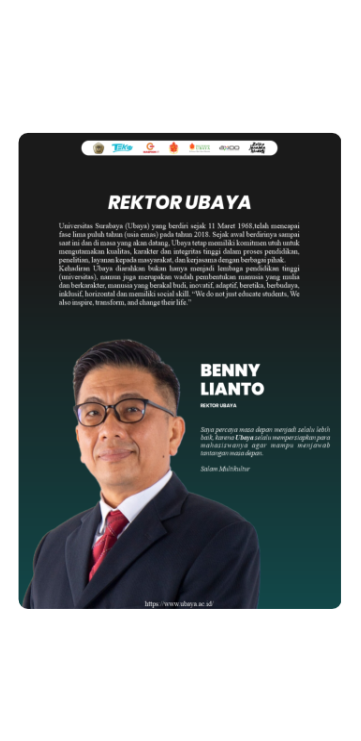 REKTOR UBAYA
Universitas Surabaya (Ubaya) yang berdiri sejak 11 Maret 1968,telah mencapai
fase lima puluh tahun (usia emas) pada tahun 2018. Sejak awal berdirinya sampai
saat ini dan di masa yang akan datang, Ubaya tetap memiliki komitmen utuh untuk
mengutamakan kualitas, karakter dan integritas tinggi dalam proses pendidikan,
penelitian, layanan kepada masyarakat, dan kerjasama dengan berbagai pihak.
Kehadiran Ubaya diarahkan bukan hanya menjadi lembaga pendidikan tinggi
(universitas), namun juga merupakan wadah pembentukan manusia yang mulia
dan berkarakter, manusia yang berakal budi, inovatif, adaptif, beretika, berbudaya,
inklusif, horizontal dan memiliki social skill. “We do not just educate students, We
also inspire, transform, and change their life.”
BENNY
LIANTO
REKTOR UBAYA
Saya percaya masa depan menjadi selalu lebih
baik, karena Ubaya selalu mempersiapkan para
mahasiswanya agar mampu menjawab
tantangan masa depan.
Salam Multikultur
https://www.ubaya.ac.id/